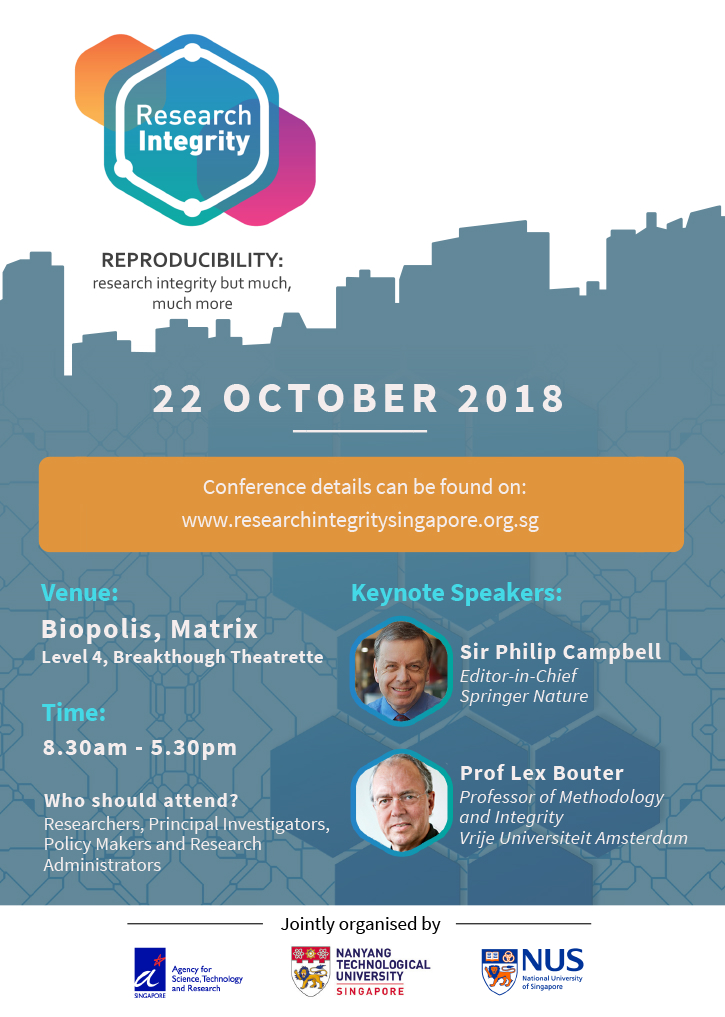 Research
Integrity
REPRODUCIBILITY:
research integrity but much,
much more
22 OCTOBER 2018
Conference details can be found on:
www.researchintegritysingapore.org.sg
Venue:
Biopolis, Matrix
Level 4, Breakthough Theatrette
Time:
8.30am - 5.30pm
Who should attend?
Researchers, Principal Investigators,
Policy Makers and Research
Administrators
Keynote Speakers:
Sir Philip Campbell
Editor-in-Chief
Springer Nature
Prof Lex Bouter
Professor of Methodology
and Integrity
Vrije Universiteit Amsterdam
Jointly organised by
a
SINGAPORE
Agency for
Science, Technology
and Research
NANYANG
TECHNOLOGICAL
UNIVERSITY
SINGAPORE
NUS
National University
of Singapore